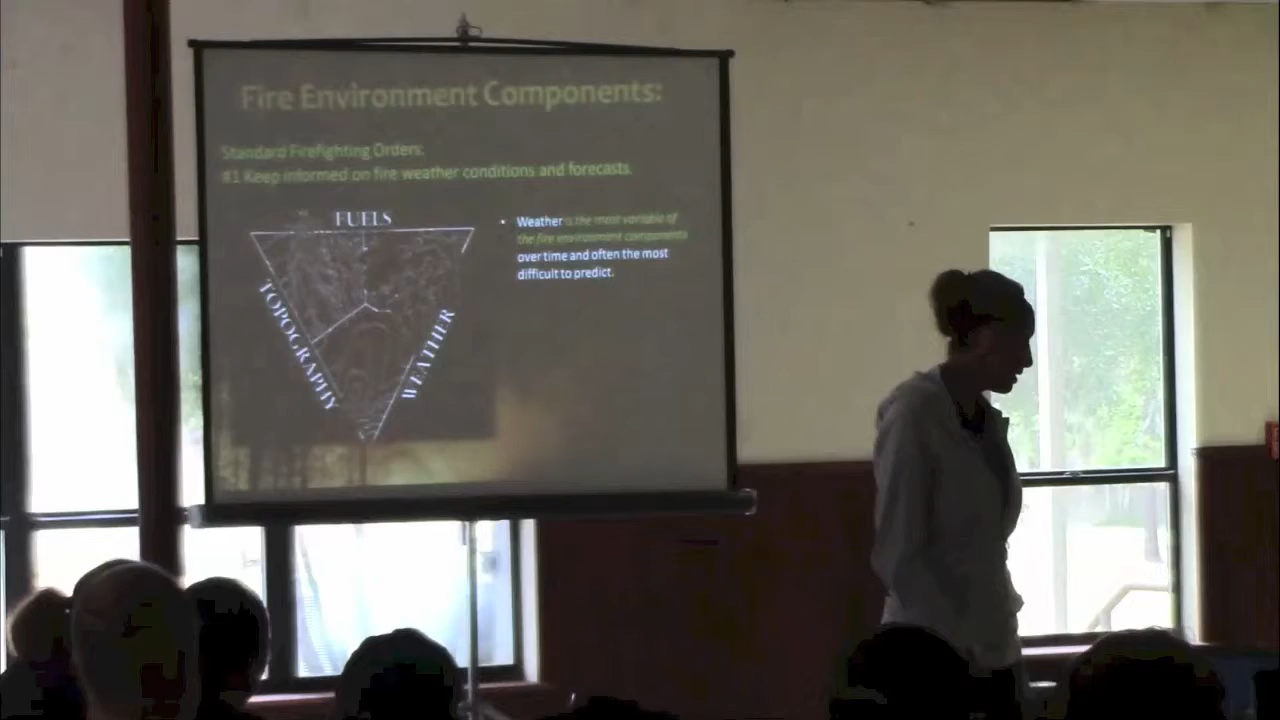 Fire Environment Components:
Standard Firefighting Orders:
#1 Keep informed on fire weather conditions and forecasts.
FUELS
TOPOGRAPHY
WEATHER
• Weather is the most variable of
the fire environment components
over time and often the most
difficult to predict.